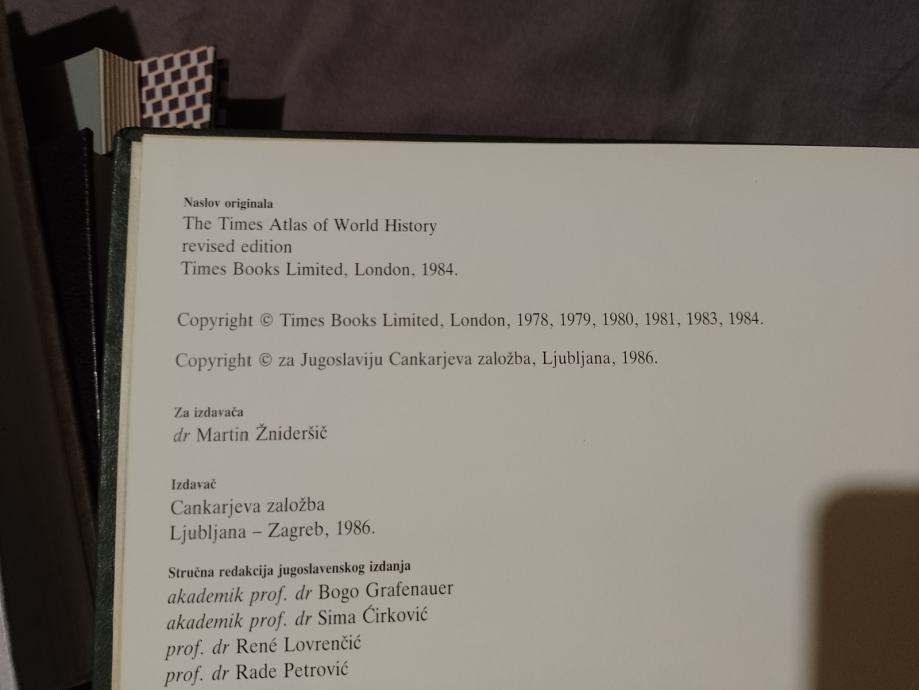 Naslov originala
The Times Atlas of World History
revised edition
Times Books Limited, London, 1984.
Copyright © Times Books Limited, London, 1978, 1979, 1980, 1981, 1983, 1984.
Copyright © za Jugoslaviju Cankarjeva založba, Ljubljana, 1986.
Za izdavača
dr Martin Žnideršič
Izdavač
Cankarjeva založba
Ljubljana – Zagreb, 1986.
Stručna redakcija jugoslavenskog izdanja
akademik prof. dr Bogo Grafenauer
akademik prof. dr Sima Ćirković
prof. dr René Lovrenčić
prof. dr Rade Petrović